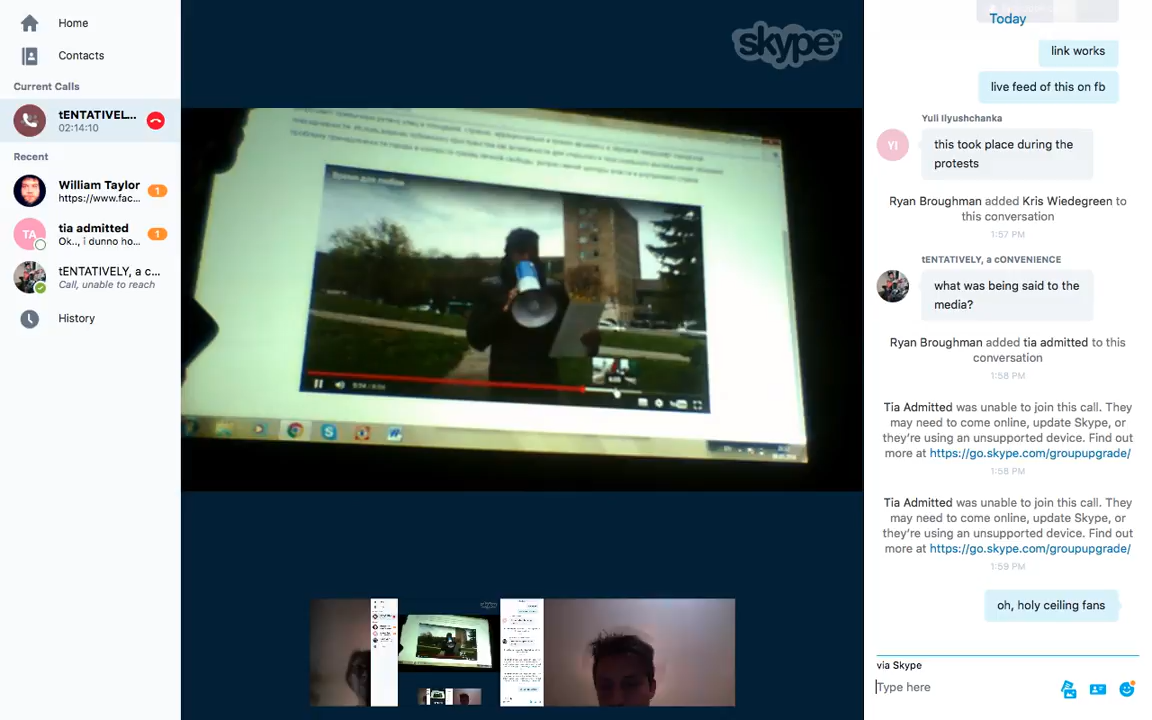 Home
Contacts
Current Calls
tENTATIVEL...
02:14:10
Recent
William Taylor
https://www.fac...
1
TA
tia admitted
Ok.., i dunno ho...
1
tENTATIVELY, a c...
Call, unable to reach
History
skype™
Время для любви
Today
link works
live feed of this on fb
Yuli Ilyushchanka
YI
this took place during the
protests
Ryan Broughman added Kris Wiedegreen to
this conversation
1:57 PM
tENTATIVELY, a cONVENIENCE
what was being said to the
media?
Ryan Broughman added tia admitted to this
conversation
1:58 PM
Tia Admitted was unable to join this call. They
may need to come online, update Skype, or
they're using an unsupported device. Find out
more at https://go.skype.com/groupupgrade/
1:58 PM
Tia Admitted was unable to join this call. They
may need to come online, update Skype, or
they're using an unsupported device. Find out
more at https://go.skype.com/groupupgrade/
1:59 PM
oh, holy ceiling fans
via Skype
Type here